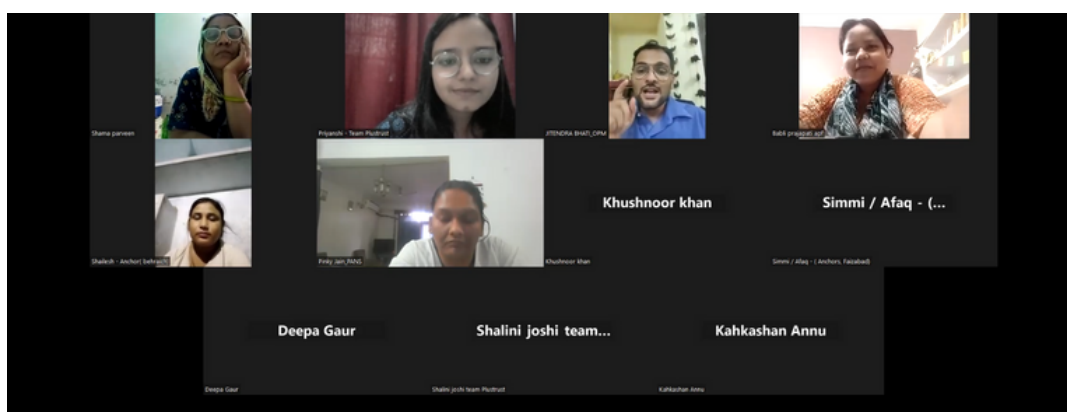 Shama parveen
Priyanchi - Team Plustrust
JITENDRA BHATI_OPM
Babli prajapati apf
Shailesh - Anchor( behraich)
Pinky Jain_PANS
Khushnoor khan
Khushnoor khan
Simmi / Afaq - (...
Simmi / Afaq - ( Anchors, Faizabad)
Deepa Gaur
Deepa Gaur
Shalini joshi team...
Shalini joshi team Plustrust
Kahkashan Annu
Kahkashan Annu